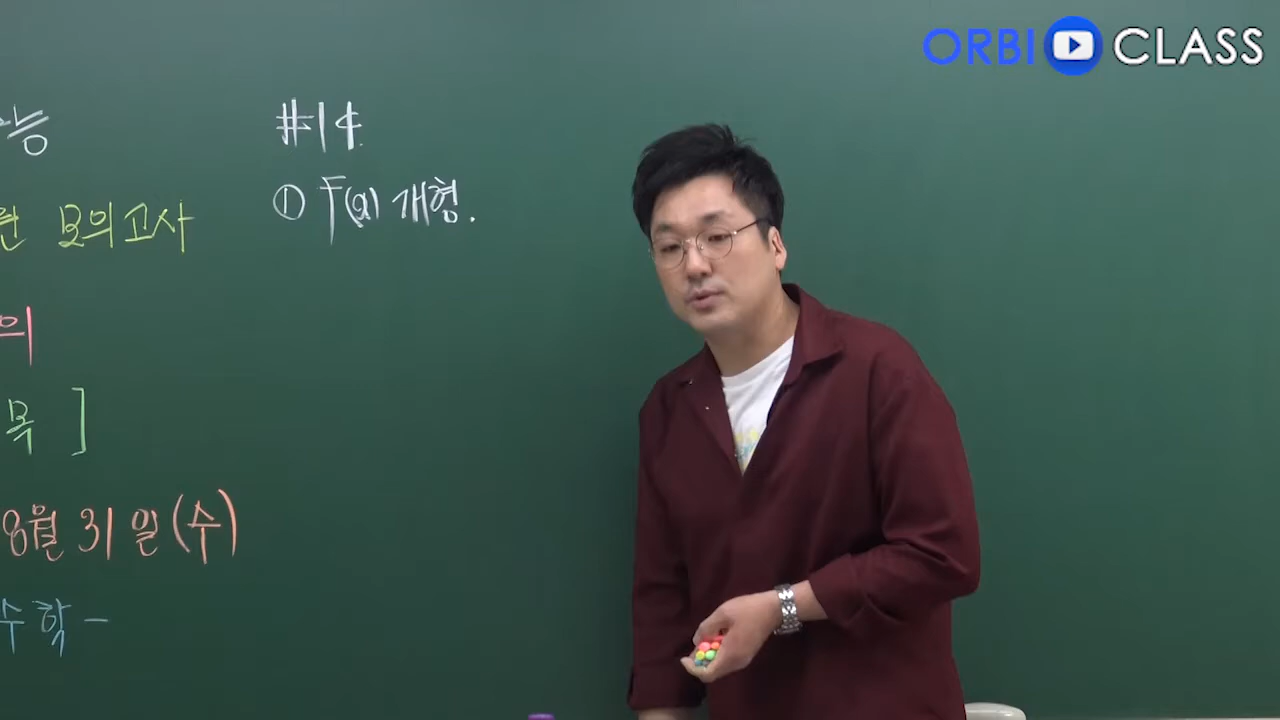 ORBI CLASS
능
#14.
① f(x) 개형.
원 모의고사
의
목 ]
8월 31일 (수)
수학 -